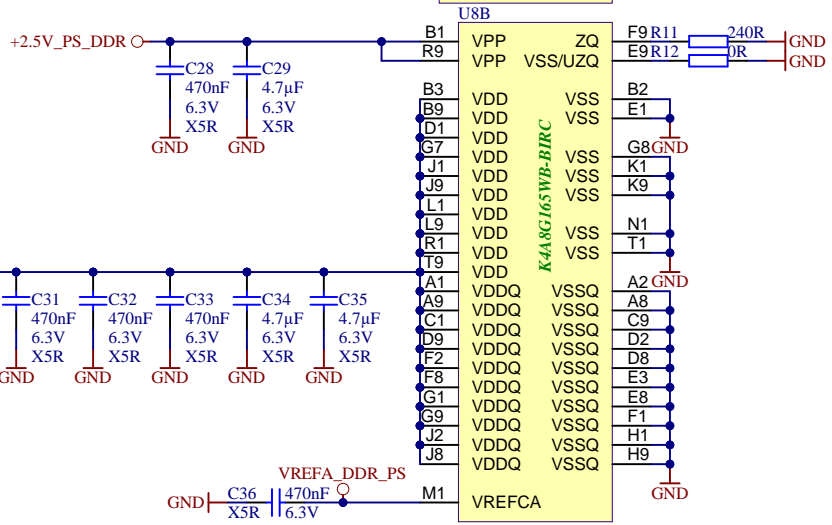 U8B
+2.5V_PS_DDR
B1 VPP ZQ F9 R11 240R GND
R9 VPP VSS/UZQ E9 R12 0R GND
C28 470nF 6.3V X5R GND
C29 4.7µF 6.3V X5R GND
B3 VDD VSS B2
B9 VDD VSS E1
D1 VDD GND
G7 VDD VSS G8
J1 VDD VSS K1
J9 VDD VSS K9
L1 VDD
L9 VDD VSS N1
R1 VDD VSS T1
T9 VDD GND
K4A8G165WB-BIRC
A1 VDDQ VSSQ A2
A9 VDDQ VSSQ A8
C1 VDDQ VSSQ C9
D9 VDDQ VSSQ D2
F2 VDDQ VSSQ D8
F8 VDDQ VSSQ E3
G1 VDDQ VSSQ E8
G9 VDDQ VSSQ F1
J2 VDDQ VSSQ H1
J8 VDDQ VSSQ H9
GND
C31 470nF 6.3V X5R GND
C32 470nF 6.3V X5R GND
C33 470nF 6.3V X5R GND
C34 4.7µF 6.3V X5R GND
C35 4.7µF 6.3V X5R GND
VREFA_DDR_PS
GND C36 470nF X5R 6.3V
M1 VREFCA